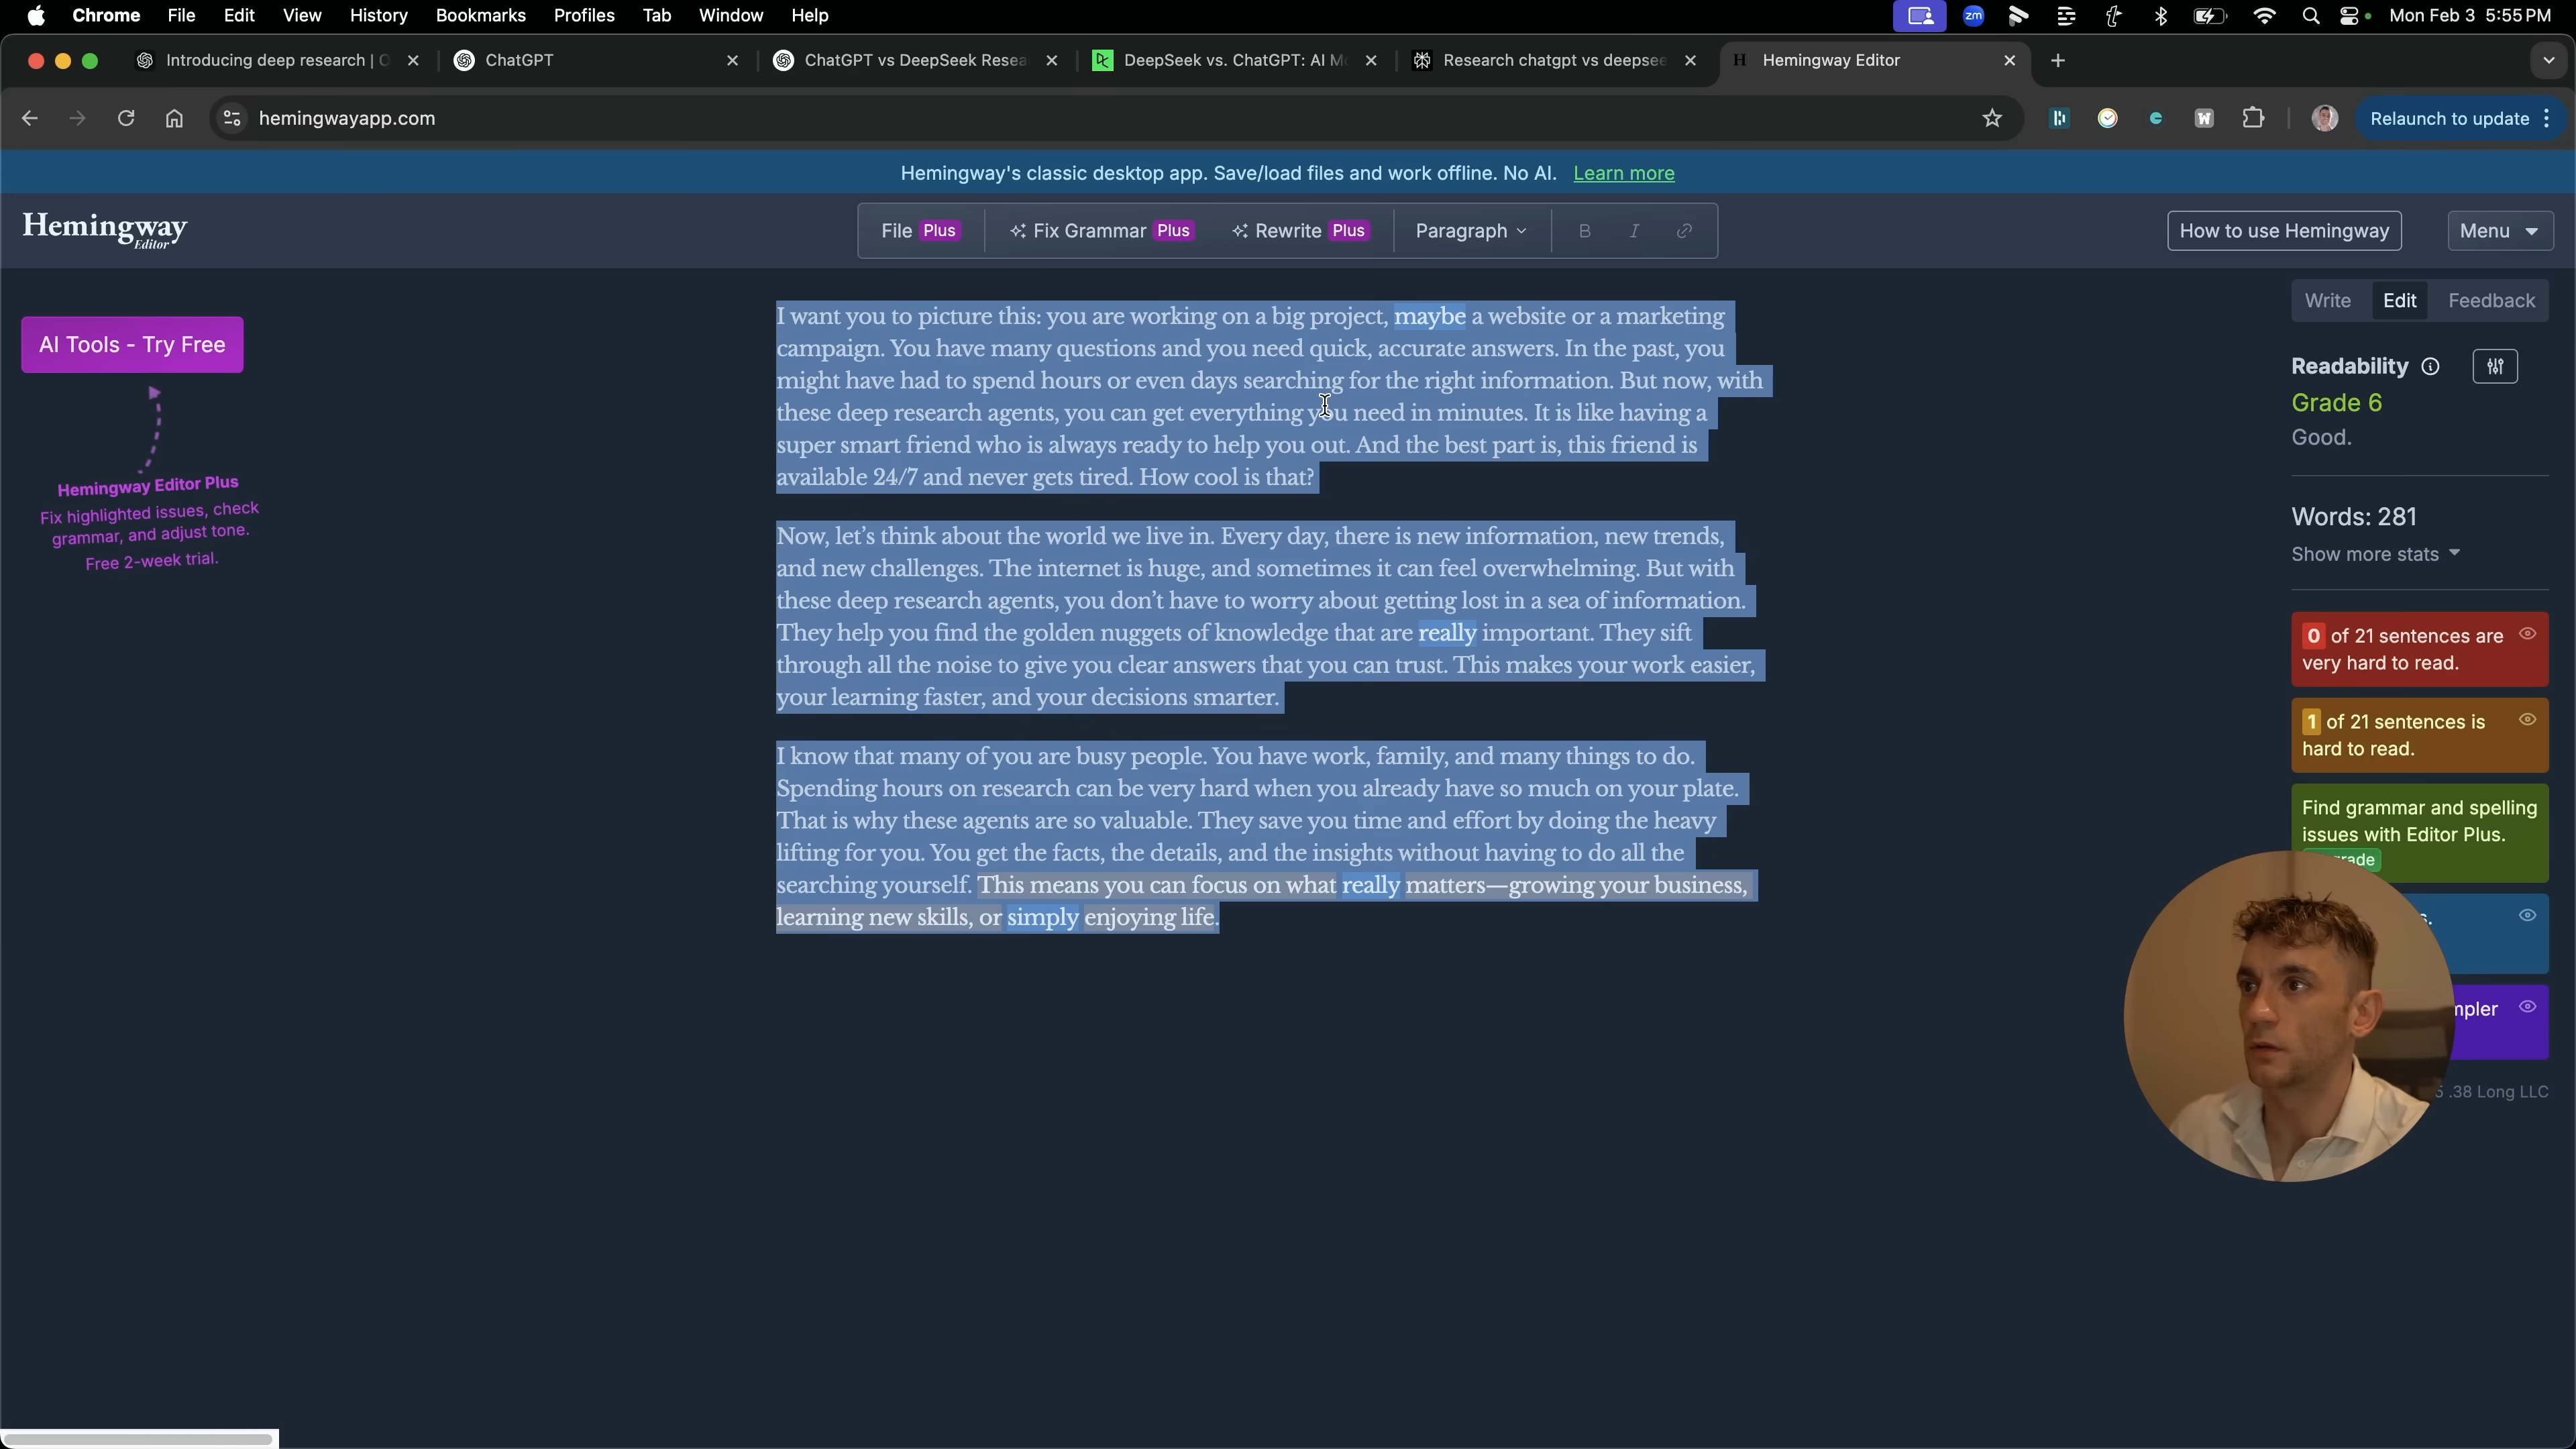 Chrome File Edit View History Bookmarks Profiles Tab Window Help
zm
Mon Feb 3 5:55 PM
Introducing deep research |
ChatGPT
ChatGPT vs DeepSeek Resea
DeepSeek vs. ChatGPT: AI Mo
Research chatgpt vs deepsee
H Hemingway Editor
hemingwayapp.com
W
Relaunch to update
Hemingway's classic desktop app. Save/load files and work offline. No AI. Learn more
Hemingway
Editor
File Plus
Fix Grammar Plus
Rewrite Plus
Paragraph
B I
How to use Hemingway
Menu
AI Tools - Try Free
Hemingway Editor Plus
Fix highlighted issues, check
grammar, and adjust tone.
Free 2-week trial.
I want you to picture this: you are working on a big project, maybe a website or a marketing
campaign. You have many questions and you need quick, accurate answers. In the past, you
might have had to spend hours or even days searching for the right information. But now, with
these deep research agents, you can get everything you need in minutes. It is like having a
super smart friend who is always ready to help you out. And the best part is, this friend is
available 24/7 and never gets tired. How cool is that?
Now, let’s think about the world we live in. Every day, there is new information, new trends,
and new challenges. The internet is huge, and sometimes it can feel overwhelming. But with
these deep research agents, you don’t have to worry about getting lost in a sea of information.
They help you find the golden nuggets of knowledge that are really important. They sift
through all the noise to give you clear answers that you can trust. This makes your work easier,
your learning faster, and your decisions smarter.
I know that many of you are busy people. You have work, family, and many things to do.
Spending hours on research can be very hard when you already have so much on your plate.
That is why these agents are so valuable. They save you time and effort by doing the heavy
lifting for you. You get the facts, the details, and the insights without having to do all the
searching yourself. This means you can focus on what really matters—growing your business,
learning new skills, or simply enjoying life.
Write Edit Feedback
Readability
Grade 6
Good.
Words: 281
Show more stats
0 of 21 sentences are
very hard to read.
1 of 21 sentences is
hard to read.
Find grammar and spelling
issues with Editor Plus.
grade
s.
mpler
.38 Long LLC